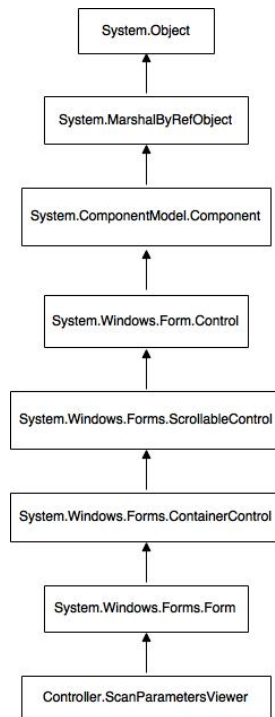 System.Object
System.MarshalByRefObject
System.ComponentModel.Component
System.Windows.Form.Control
System.Windows.Forms.ScrollableControl
System.Windows.Forms.ContainerControl
System.Windows.Forms.Form
Controller.ScanParametersViewer